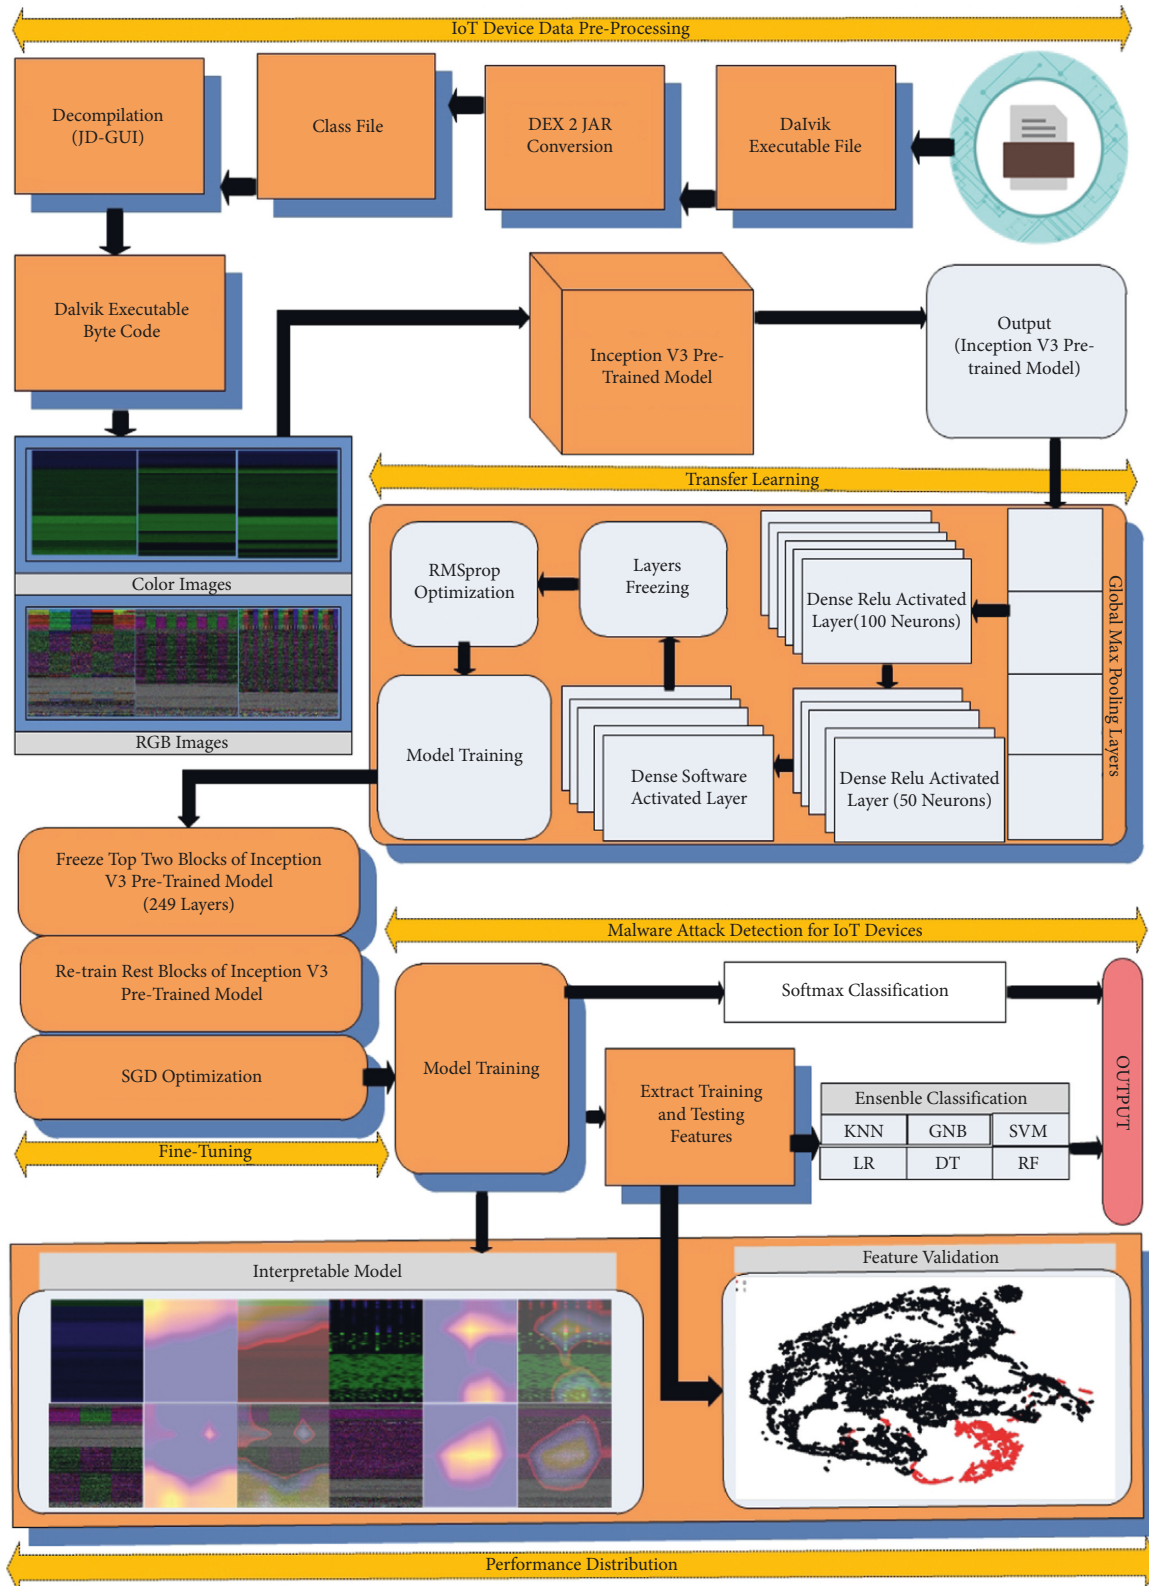 IoT Device Data Pre-Processing
Decompilation
(JD-GUI)
Class File
DEX 2 JAR
Conversion
DaIvik
Executable File
Dalvik Executable
Byte Code
Inception V3 Pre-
Trained Model
Output
(Inception V3 Pre-
trained Model)
Color Images
RGB Images
Transfer Learning
RMSprop
Optimization
Layers
Freezing
Dense Relu Activated
Layer(100 Neurons)
Global Max Pooling Layers
Model Training
Dense Software
Activated Layer
Dense Relu Activated
Layer (50 Neurons)
Freeze Top Two Blocks of Inception
V3 Pre-Trained Model
(249 Layers)
Re-train Rest Blocks of Inception V3
Pre-Trained Model
SGD Optimization
Fine-Tuning
Malware Attack Detection for IoT Devices
Model Training
Softmax Classification
Extract Training
and Testing
Features
Ensenble Classification
KNN
GNB
SVM
LR
DT
RF
OUTPUT
Interpretable Model
Feature Validation
Performance Distribution